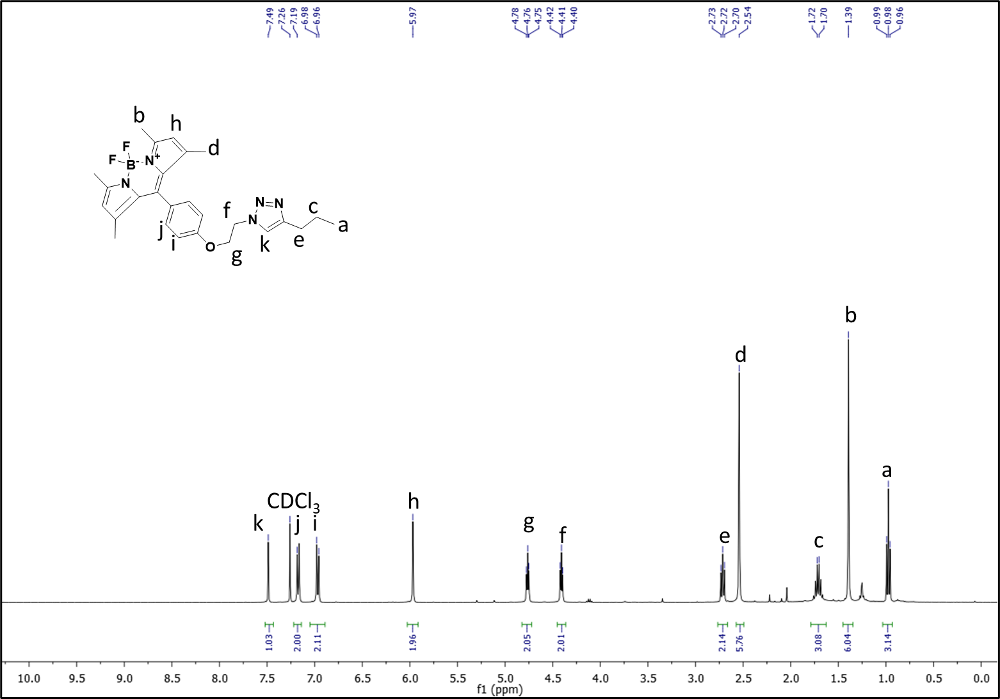 7.49
7.26
7.19
6.98
6.96
5.97
4.78
4.76
4.75
4.42
4.41
4.40
2.73
2.72
2.70
2.54
1.72
1.70
1.39
0.99
0.98
0.96
b
h
d
F
F
B
N+
N
f
N=N
N
c
a
j
i
O
g
k
e
b
d
a
CDCl3
k
j
i
h
g
f
e
c
1.03
2.00
2.11
1.96
2.05
2.01
2.14
5.76
3.08
6.04
3.14
10.0 9.5 9.0 8.5 8.0 7.5 7.0 6.5 6.0 5.5 5.0 4.5 4.0 3.5 3.0 2.5 2.0 1.5 1.0 0.5 0.0
f1 (ppm)